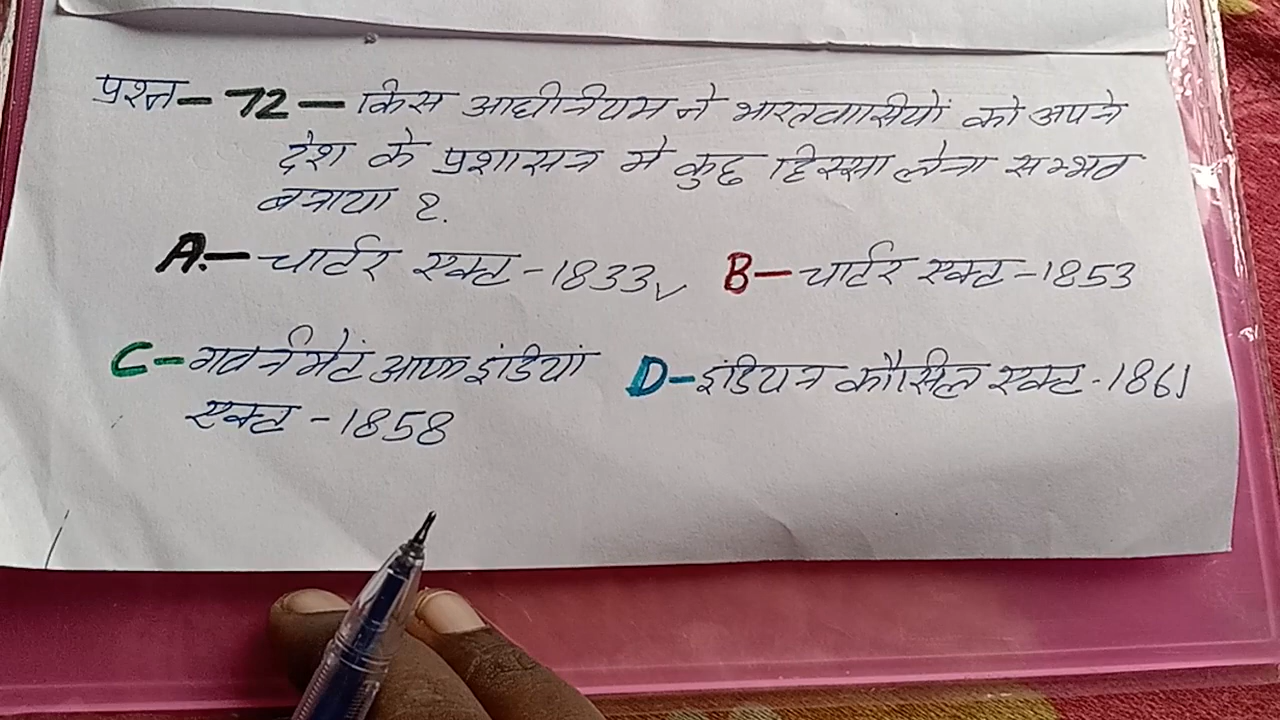 प्रश्न-72-किस आधीनियम ने भारतवासियों को अपने
देश के प्रशासन मे कुछ हिस्सा लेना सम्भव
बनाया ?.
A.-चार्टर एक्ट-1833✓ B-चार्टर एक्ट-1853
C-गवर्नमेटं आफ इंडियां D-इंडियन कौसिल एक्ट-1861
एक्ट-1858